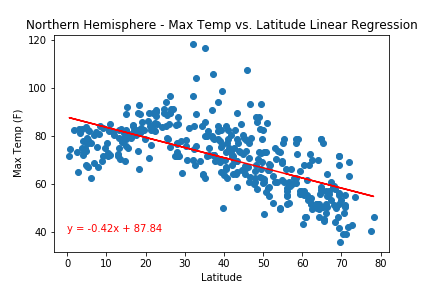 Northern Hemisphere - Max Temp vs. Latitude Linear Regression
120
100
80
60
40
Max Temp (F)
y = -0.42x + 87.84
0 10 20 30 40 50 60 70 80
Latitude